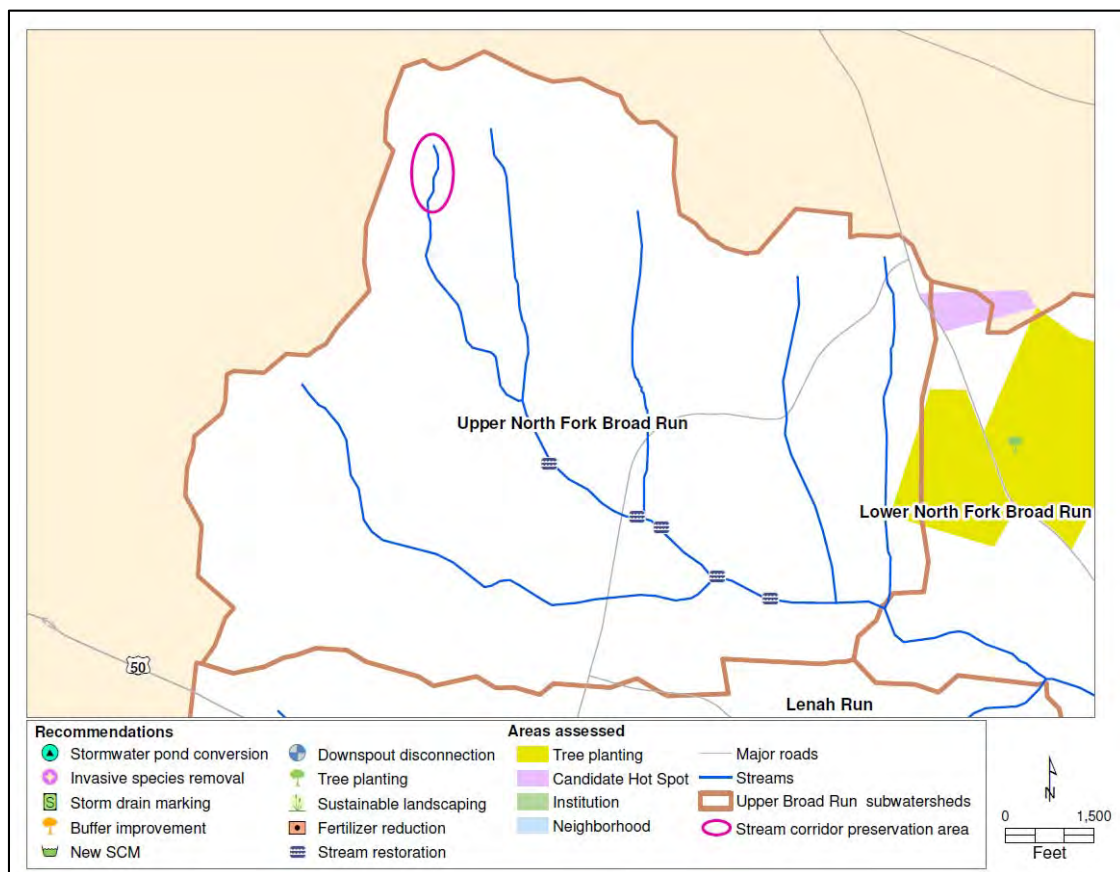 Upper North Fork Broad Run
Lower North Fork Broad Run
50
Lenah Run
Recommendations
Stormwater pond conversion
Invasive species removal
S Storm drain marking
Buffer improvement
New SCM
Downspout disconnection
Tree planting
Sustainable landscaping
Fertilizer reduction
Stream restoration
Areas assessed
Tree planting
Candidate Hot Spot
Institution
Neighborhood
Major roads
Streams
Upper Broad Run subwatersheds
Stream corridor preservation area
0 1,500
Feet